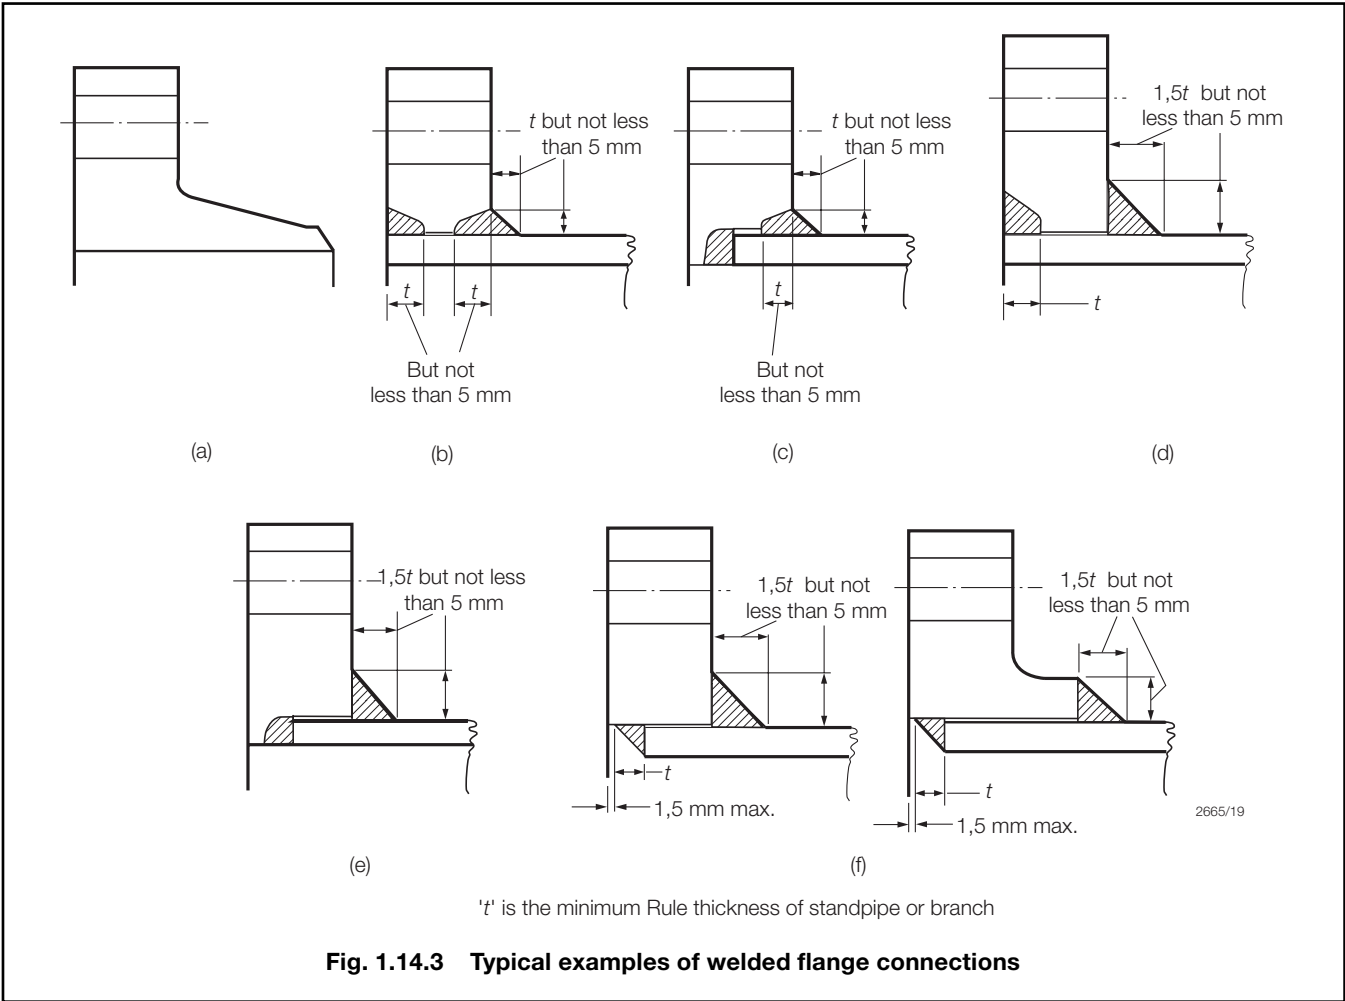 t but not less
than 5 mm
t but not less
than 5 mm
1,5t but not
less than 5 mm
t
t
t
t
But not
less than 5 mm
But not
less than 5 mm
(a)
(b)
(c)
(d)
1,5t but not less
than 5 mm
1,5t but not
less than 5 mm
1,5t but not
less than 5 mm
t
t
1,5 mm max.
1,5 mm max.
2665/19
(e)
(f)
't' is the minimum Rule thickness of standpipe or branch
Fig. 1.14.3 Typical examples of welded flange connections